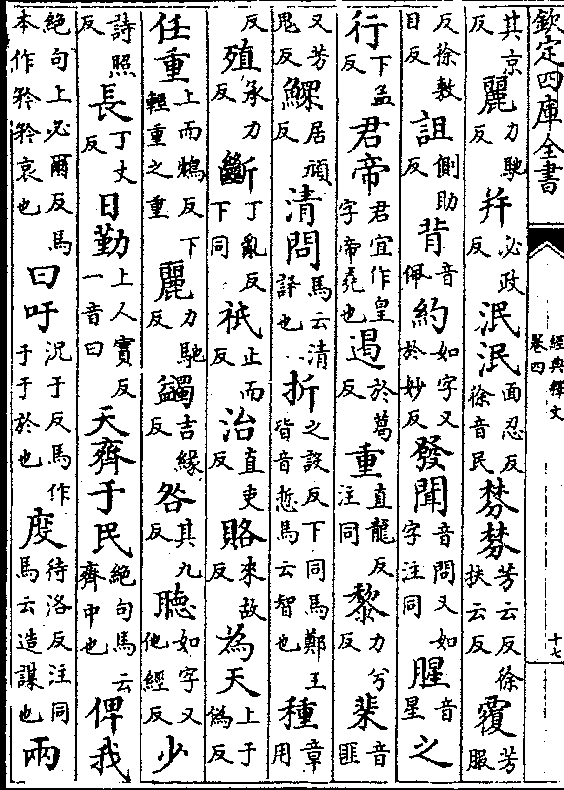 欽定四庫全書
經典釋文
卷四
十七
其京反麗力馳反并必政反泯泯面忍反徐音民棼棼芳云反徐扶云反覆芳服
反徐敷目反詛側助反背音佩約如字又於妙反發聞音問又如字注同腥音星之
行下孟反君帝君宜作皇字帝堯也遏於葛反重直龍反注同黎力兮反棐音匪
又芳鬼反鰥居頑反清問馬云清訊也折之設反下同馬鄭王皆音悊馬云智也種章用
反殖承力反斷丁亂反下同祗止而反治直吏反賂來故反為天上于偽反
任重上而鴆反下輕重之重麗力馳反蠲吉緣反咎其九反聽如字又他經反少
詩照反長丁丈反日勤上人實反一音曰天齊于民絕句馬云齊中也俾我
絕句上必爾反馬本作矜矜哀也曰吁況于反馬作于于於也度待洛反注同馬云造謀也兩